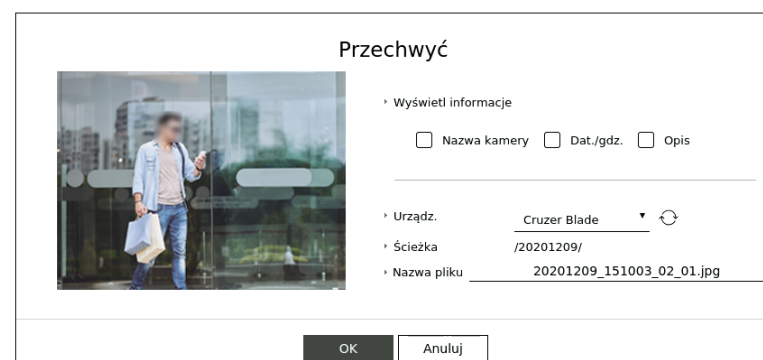 Przechwyć
Wyświetl informacje
Nazwa kamery Dat./gdz. Opis
Urządz. Cruzer Blade
Ścieżka /20201209/
Nazwa pliku 20201209_151003_02_01.jpg
OK Anuluj